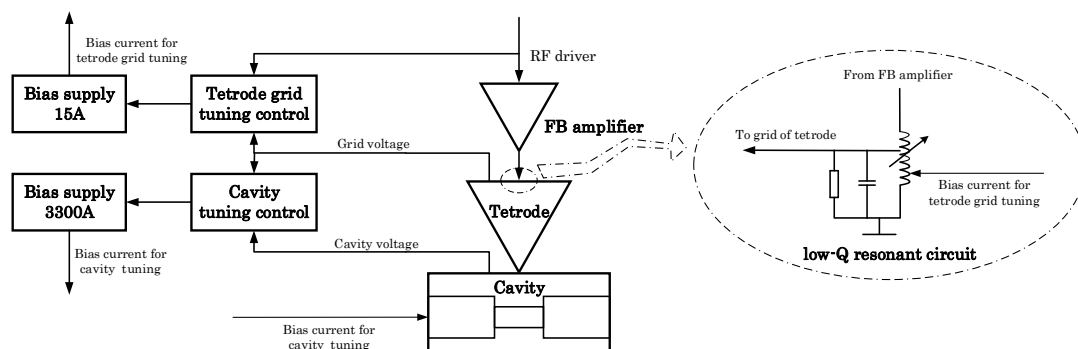 Bias current for
tetrode grid tuning
RF driver
Bias supply
15A
Tetrode grid
tuning control
FB amplifier
Grid voltage
Bias supply
3300A
Cavity
tuning control
Tetrode
Cavity voltage
Bias current for
cavity tuning
Cavity
Bias current for
cavity tuning
From FB amplifier
To grid of tetrode
Bias current for
tetrode grid tuning
low-Q resonant circuit